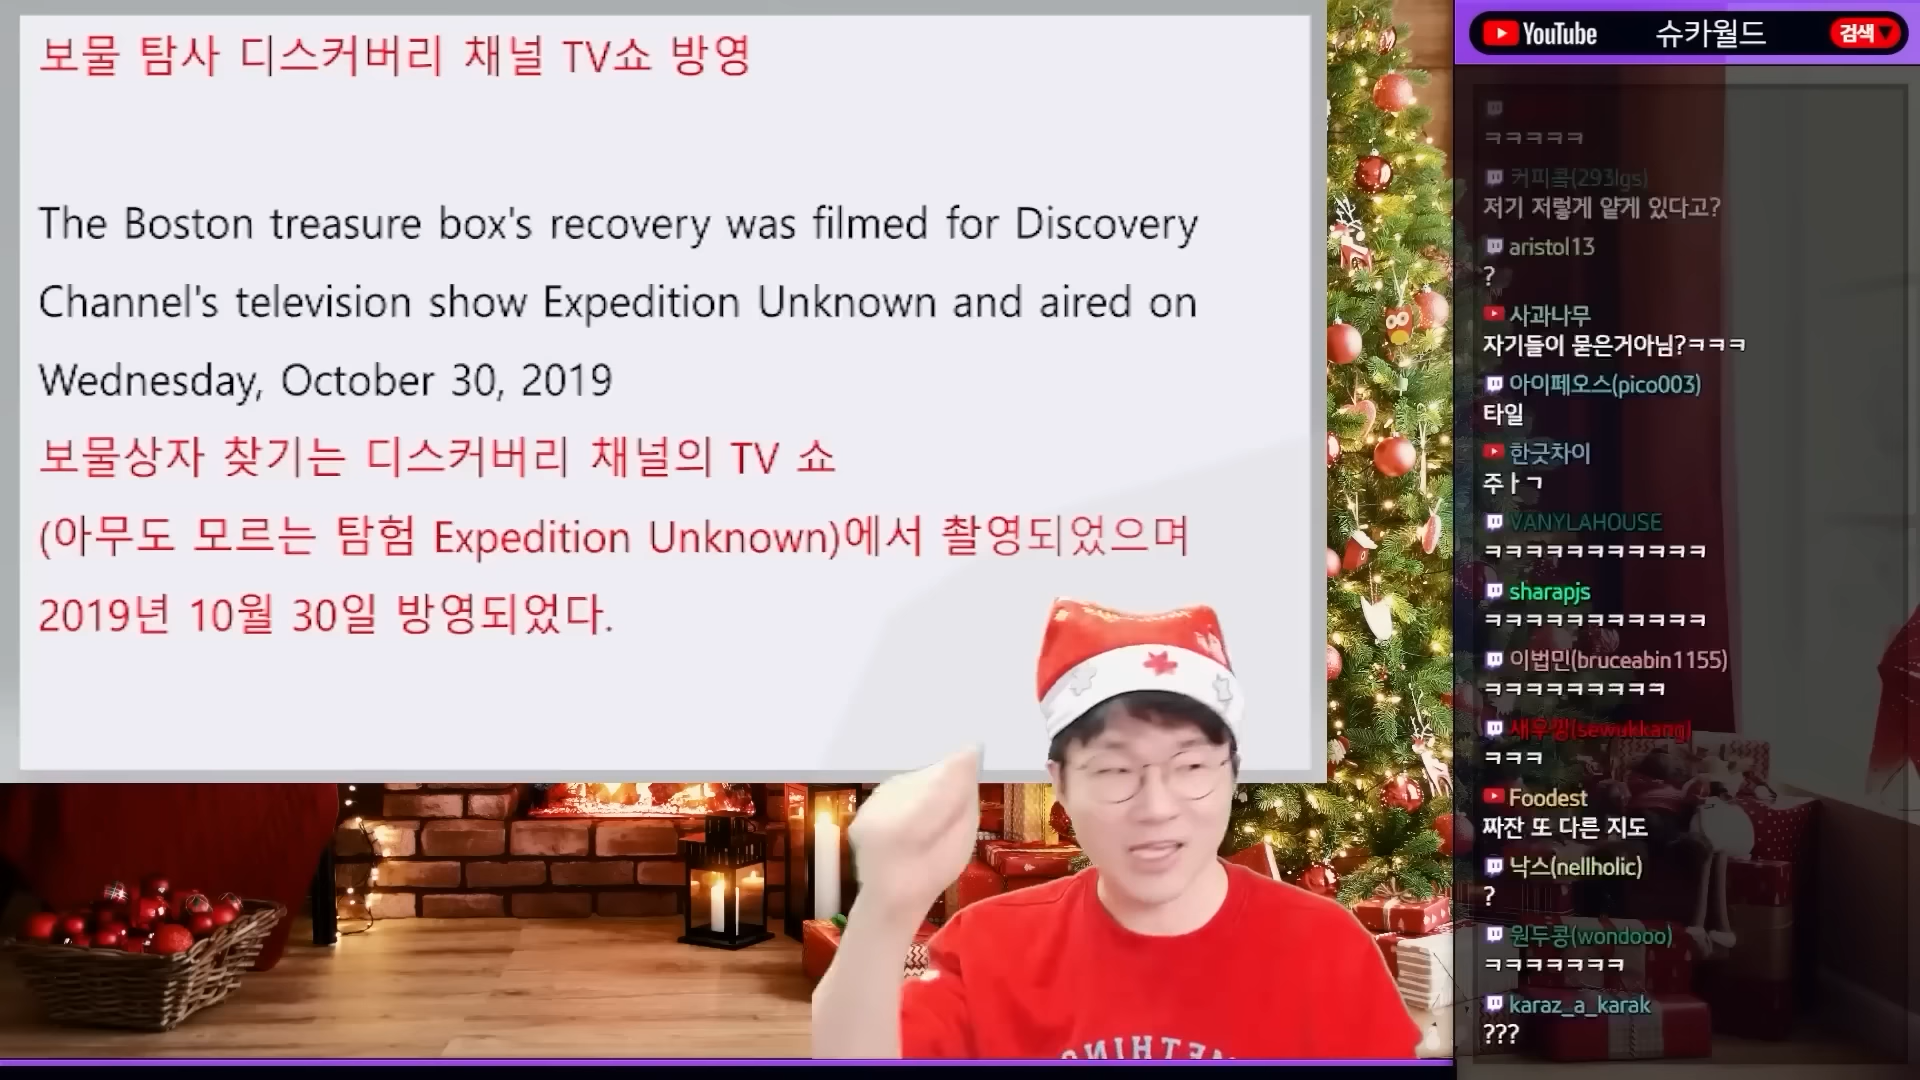 보물 탐사 디스커버리 채널 TV쇼 방영
The Boston treasure box's recovery was filmed for Discovery
Channel's television show Expedition Unknown and aired on
Wednesday, October 30, 2019
보물상자 찾기는 디스커버리 채널의 TV 쇼
(아무도 모르는 탐험 Expedition Unknown)에서 촬영되었으며
2019년 10월 30일 방영되었다.
YouTube 슈카월드 검색
ㅋㅋㅋㅋㅋ
커피콬(293lgs)
저기 저렇게 얕게 있다고?
aristol13
?
사과나무
자기들이 묻은거아님?ㅋㅋㅋ
아이페오스(pico003)
타일
한긋차이
주ㅏㄱ
VANYLAHOUSE
ㅋㅋㅋㅋㅋㅋㅋㅋㅋㅋㅋ
sharapjs
ㅋㅋㅋㅋㅋㅋㅋㅋㅋㅋㅋ
이법민(bruceabin1155)
ㅋㅋㅋㅋㅋㅋㅋㅋㅋ
새우낑(sewukkang)
ㅋㅋㅋ
Foodest
짜잔 또 다른 지도
낙스(nellholic)
?
원두콩(wondooo)
ㅋㅋㅋㅋㅋㅋㅋ
karaz_a_karak
???